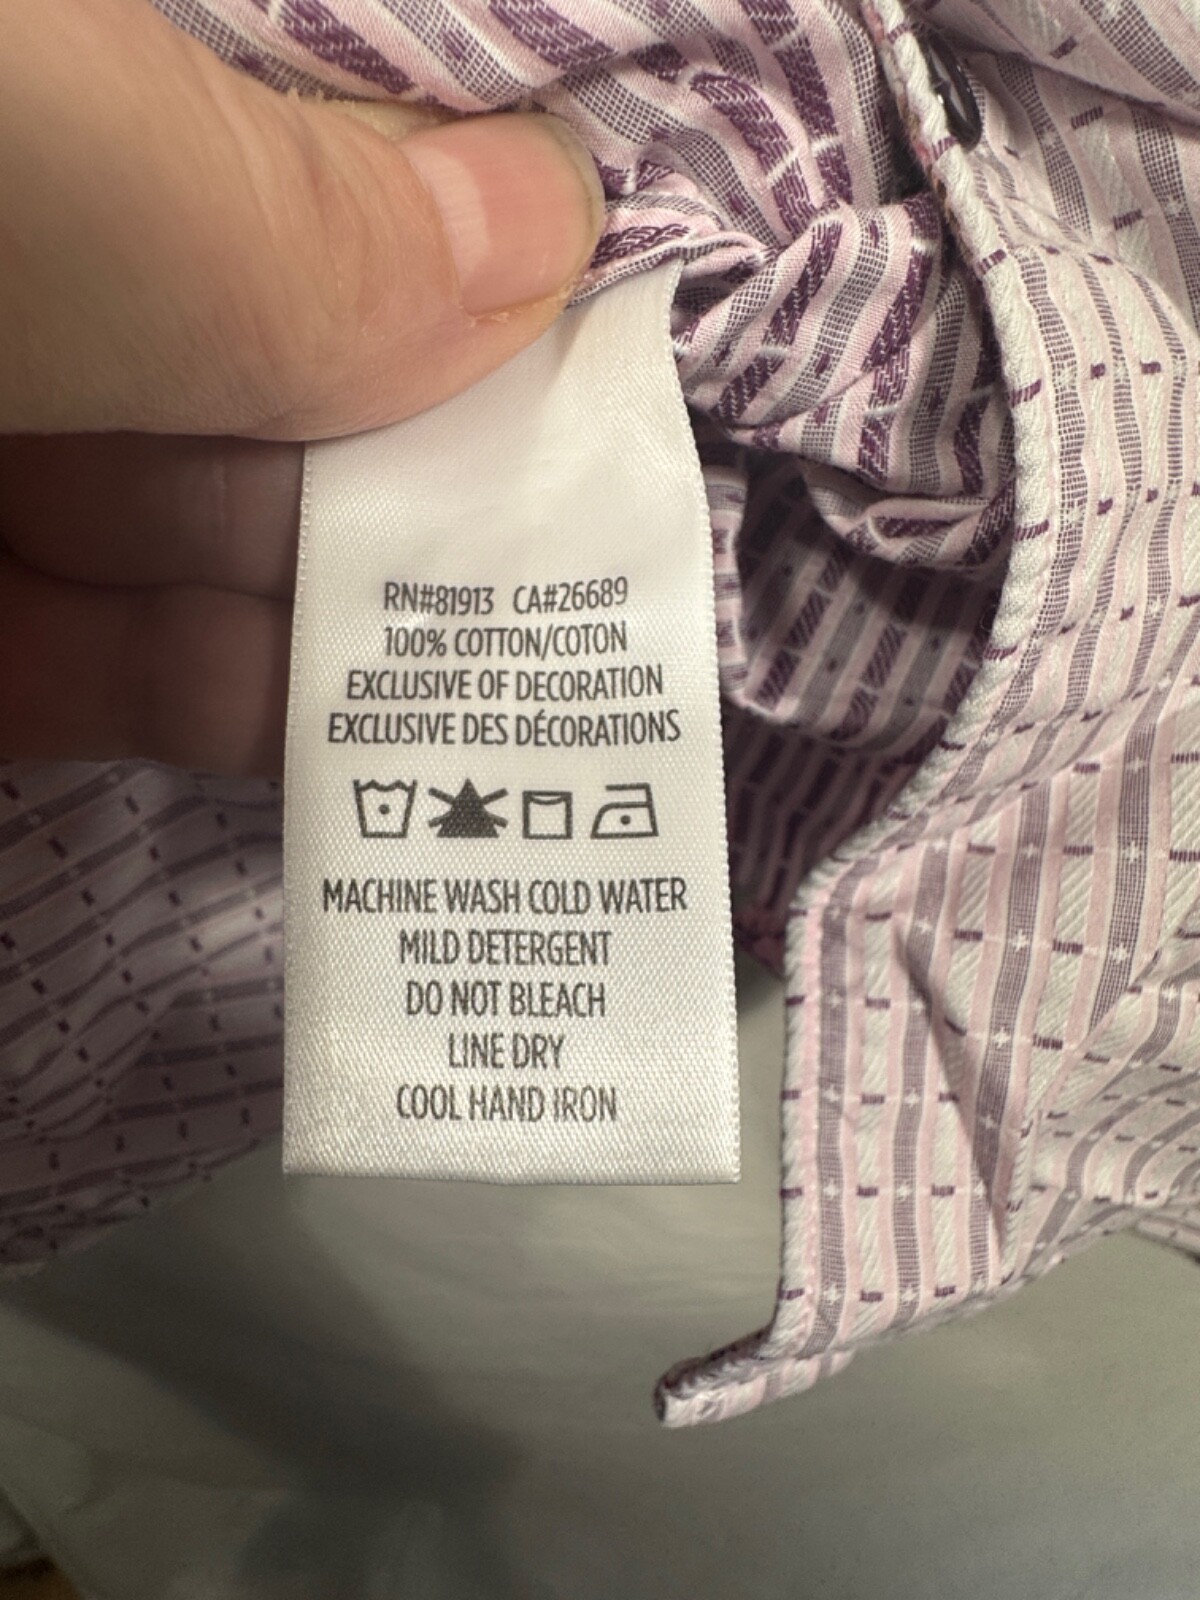 RN#81913 CA#26689
100% COTTON/COTON
EXCLUSIVE OF DECORATION
EXCLUSIVE DES DÉCORATIONS
MACHINE WASH COLD WATER
MILD DETERGENT
DO NOT BLEACH
LINE DRY
COOL HAND IRON